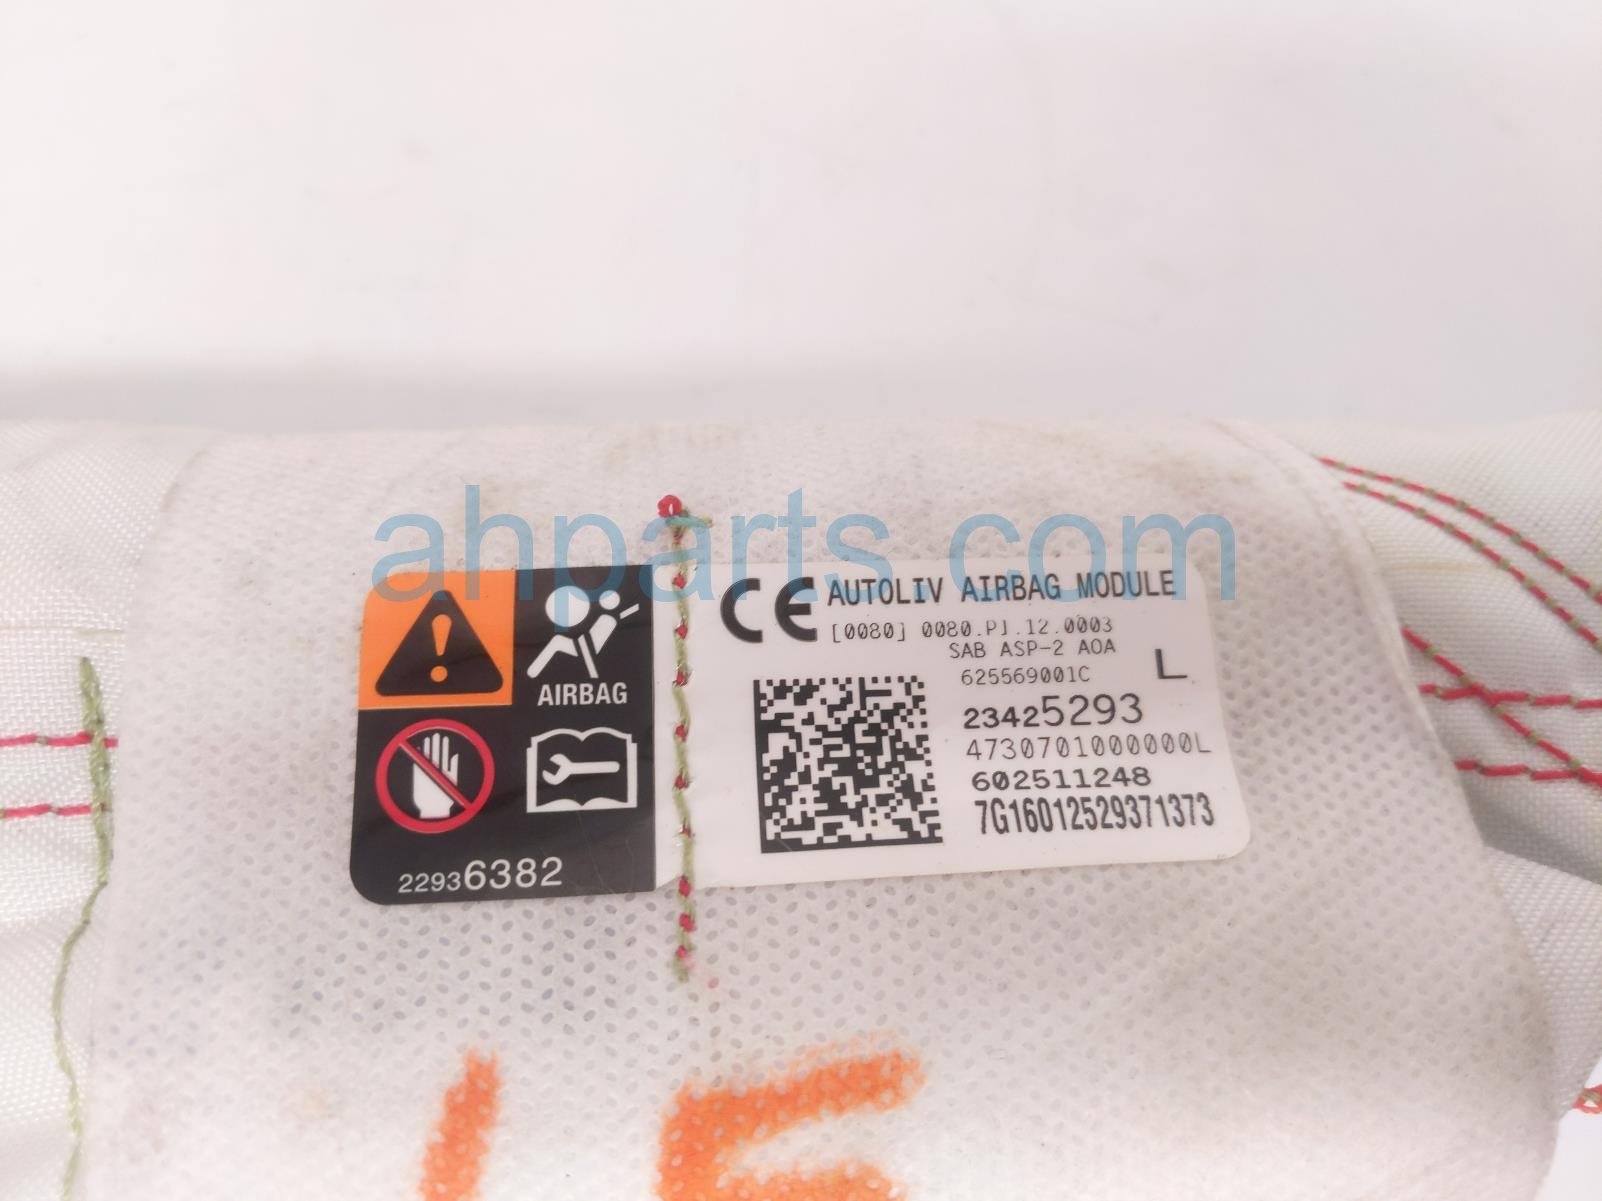 ahparts.com
AIRBAG
22936382
CE AUTOLIV AIRBAG MODULE
[0080] 0080.PJ.12.0003
SAB ASP-2 AOA
L
625569001C
23425293
4730701000000L
602511248
7G16012529371373